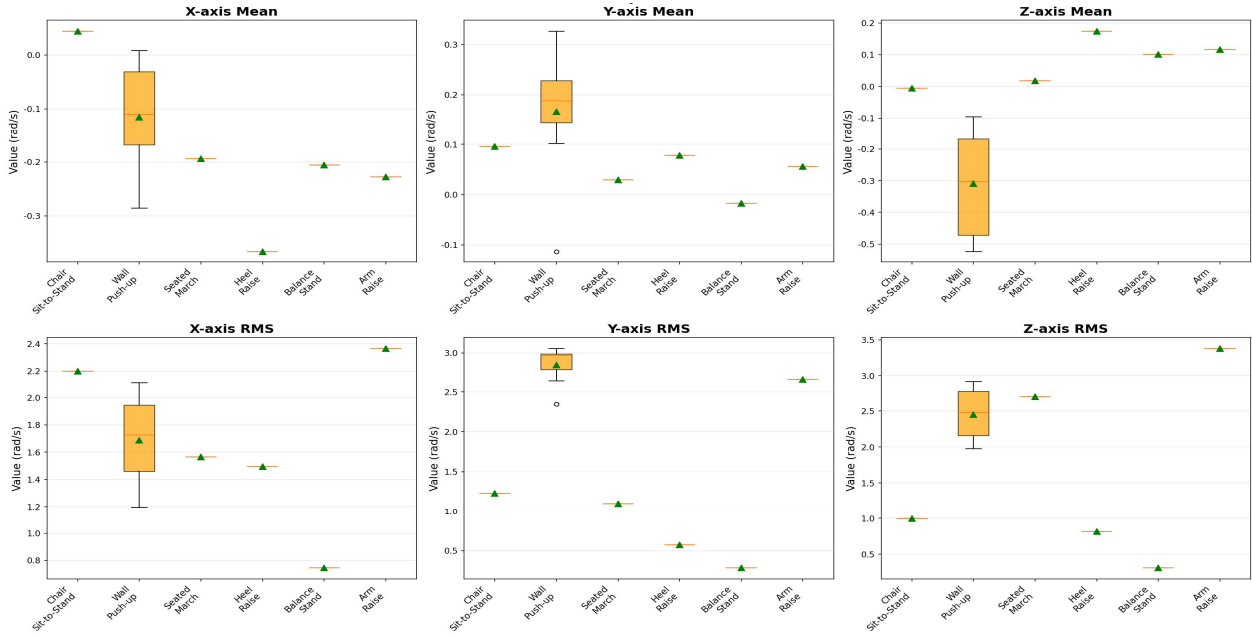 X-axis Mean
Y-axis Mean
Z-axis Mean
Value (rad/s)
0.0
-0.1
-0.2
-0.3
Chair
Sit-to-Stand
Wall
Push-up
Seated
March
Heel
Raise
Balance
Stand
Arm
Raise
Value (rad/s)
0.3
0.2
0.1
0.0
-0.1
Chair
Sit-to-Stand
Wall
Push-up
Seated
March
Heel
Raise
Balance
Stand
Arm
Raise
Value (rad/s)
0.2
0.1
0.0
-0.1
-0.2
-0.3
-0.4
-0.5
Chair
Sit-to-Stand
Wall
Push-up
Seated
March
Heel
Raise
Balance
Stand
Arm
Raise
X-axis RMS
Y-axis RMS
Z-axis RMS
Value (rad/s)
2.4
2.2
2.0
1.8
1.6
1.4
1.2
1.0
0.8
Chair
Sit-to-Stand
Wall
Push-up
Seated
March
Heel
Raise
Balance
Stand
Arm
Raise
Value (rad/s)
3.0
2.5
2.0
1.5
1.0
0.5
Chair
Sit-to-Stand
Wall
Push-up
Seated
March
Heel
Raise
Balance
Stand
Arm
Raise
Value (rad/s)
3.5
3.0
2.5
2.0
1.5
1.0
0.5
Chair
Sit-to-Stand
Wall
Push-up
Seated
March
Heel
Raise
Balance
Stand
Arm
Raise